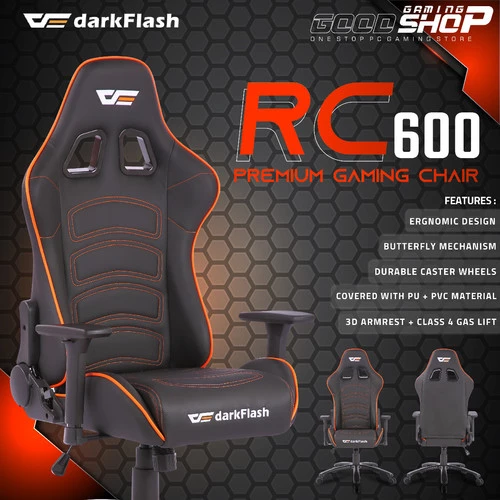 darkFlash
GAMING
GOOD SHOP
ONE STOP PC GAMING STORE
RC600
PREMIUM GAMING CHAIR
FEATURES :
ERGNOMIC DESIGN
BUTTERFLY MECHANISM
DURABLE CASTER WHEELS
COVERED WITH PU + PVC MATERIAL
3D ARMREST + CLASS 4 GAS LIFT
darkFlash